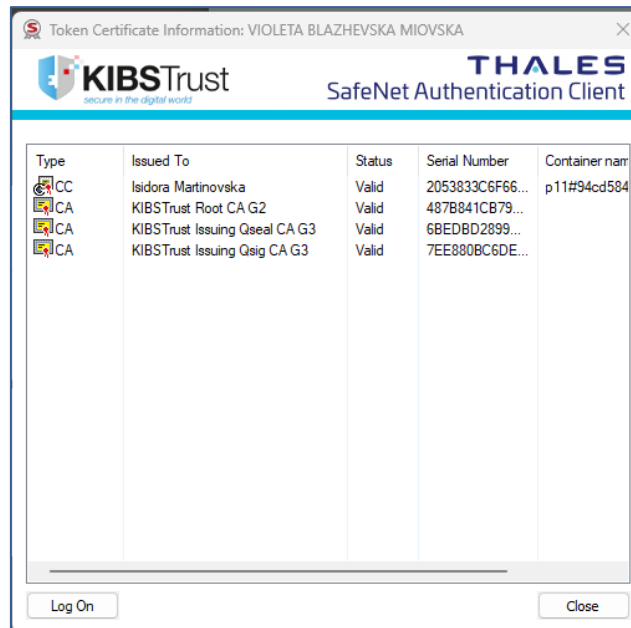 Token Certificate Information: VIOLETA BLAZHEVSKA MIOVSKA
KIBSTrust
secure in the digital world
THALES
SafeNet Authentication Client
Type Issued To Status Serial Number Container nam
CC Isidora Martinovska Valid 2053833C6F66... p11#94cd584
CA KIBSTrust Root CA G2 Valid 487B841CB79...
CA KIBSTrust Issuing Qseal CA G3 Valid 6BEDBD2899...
CA KIBSTrust Issuing Qsig CA G3 Valid 7EE880BC6DE...
Log On Close